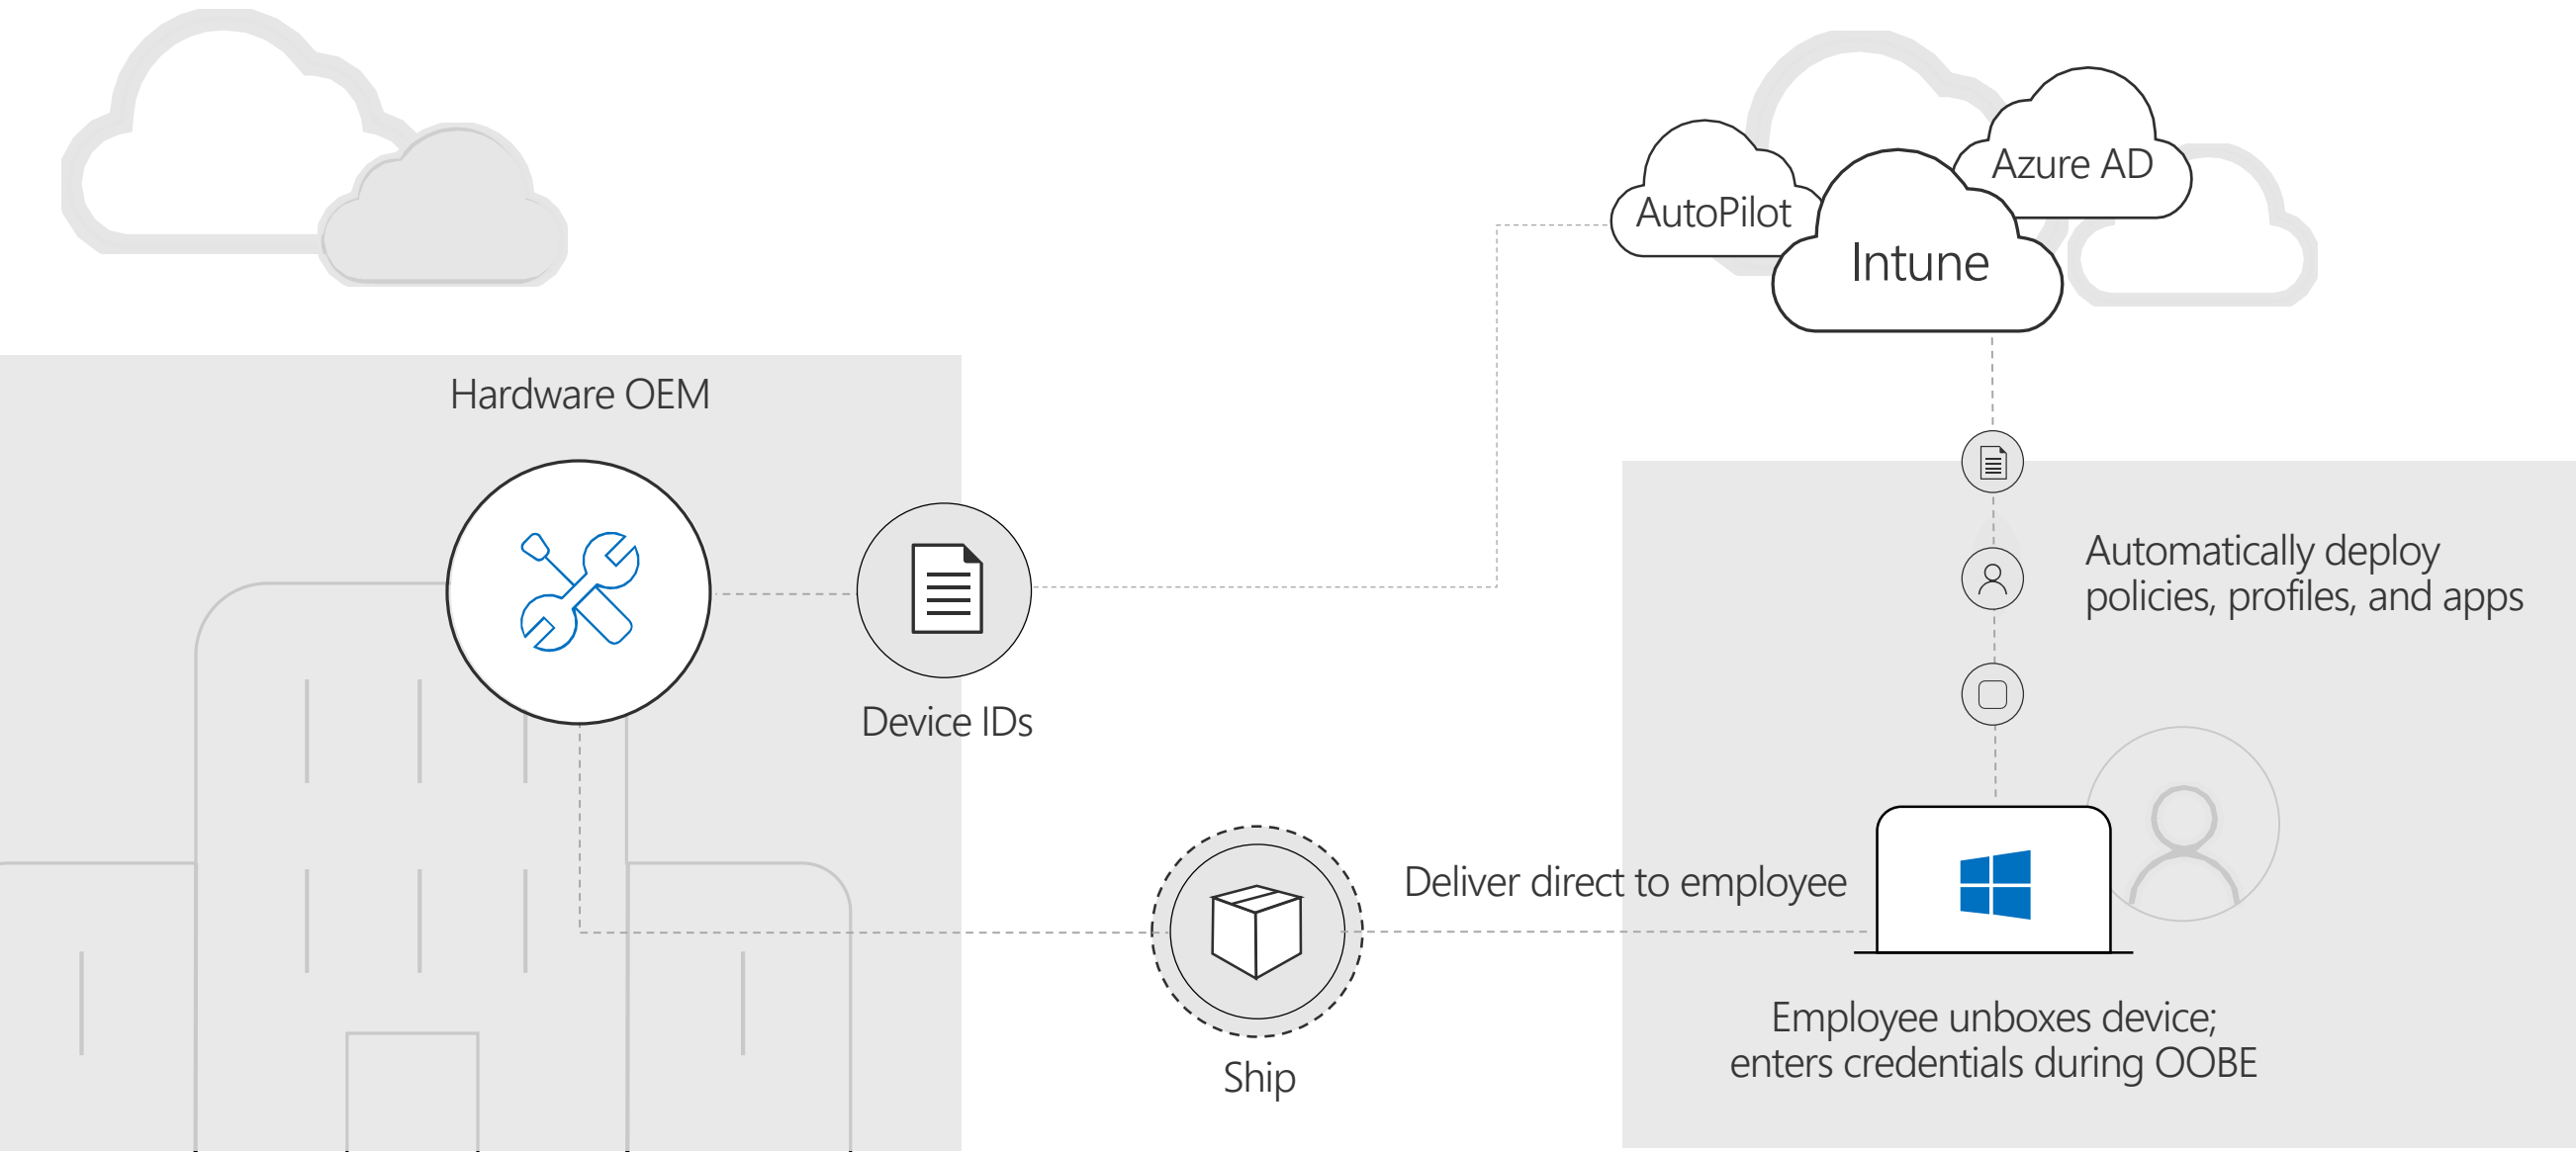 AutoPilot
Intune
Azure AD
Hardware OEM
Device IDs
Automatically deploy
policies, profiles, and apps
Ship
Deliver direct to employee
Employee unboxes device;
enters credentials during OOBE